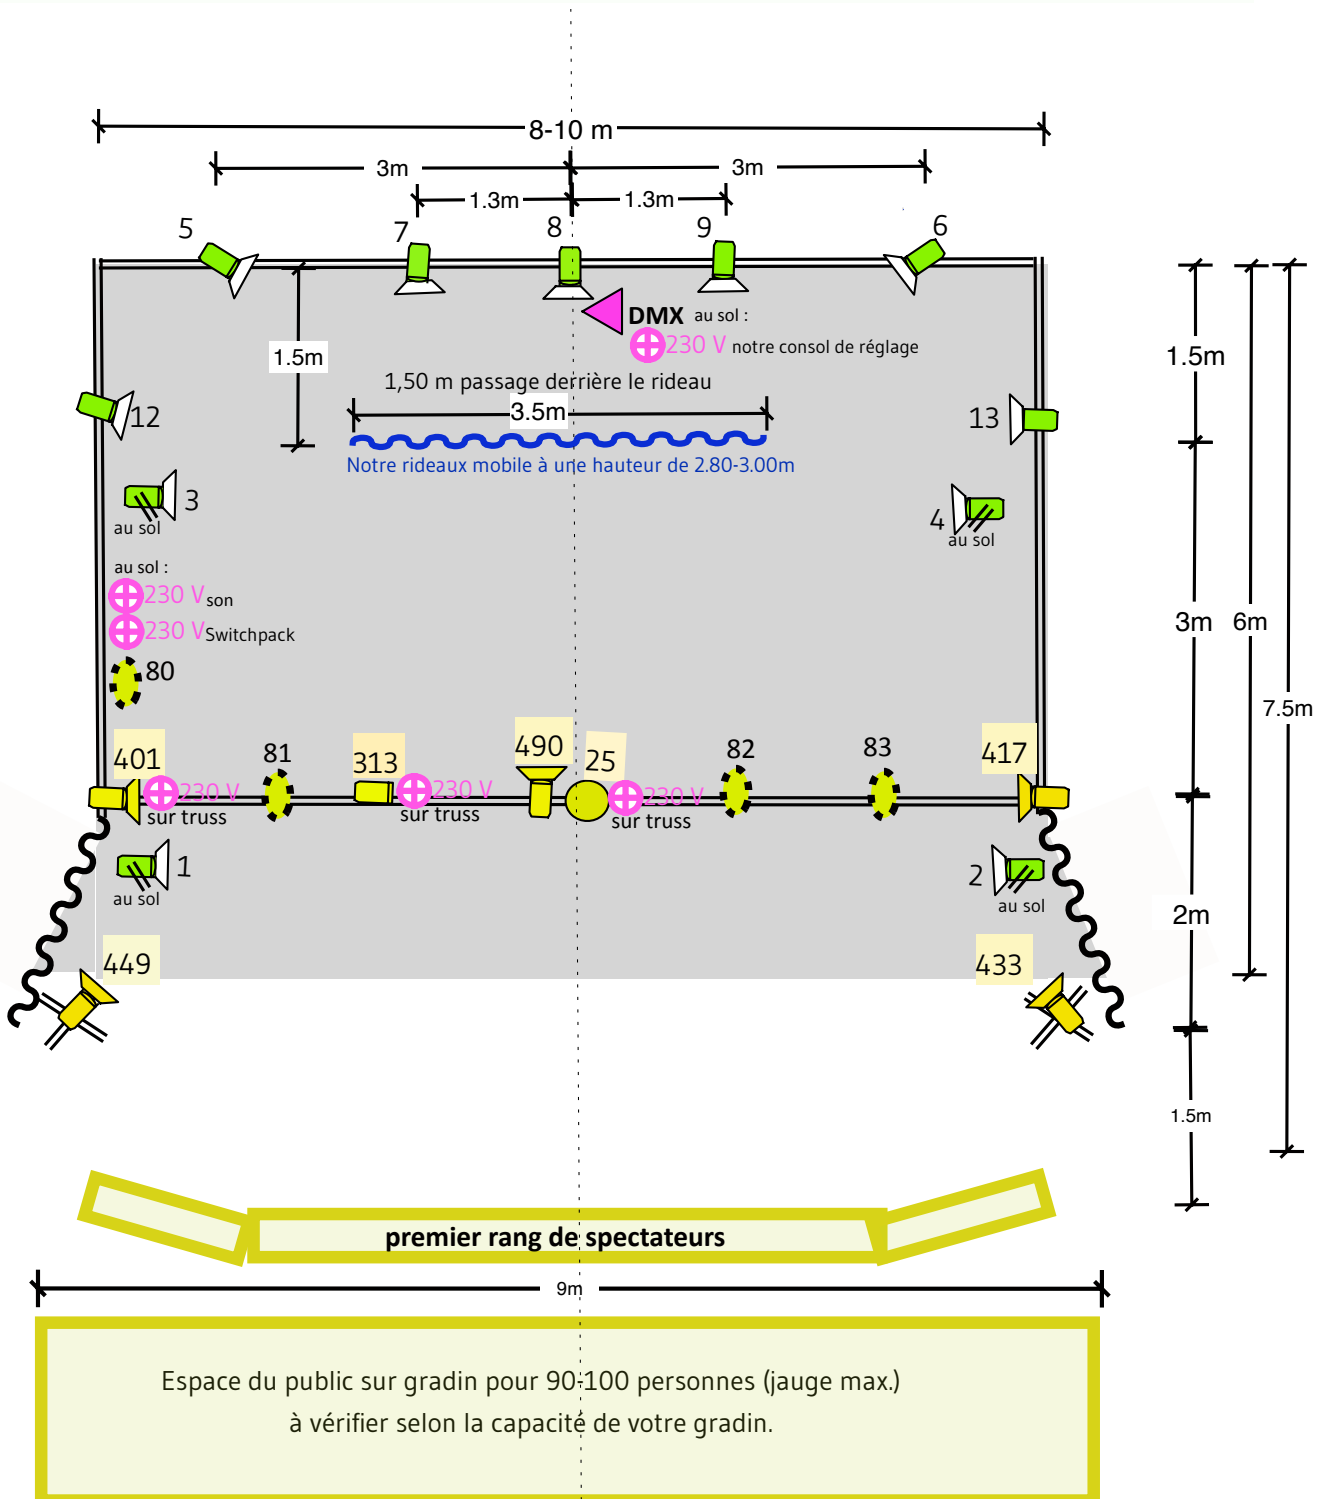 8-10 m
3m
3m
1.3m
1.3m
5
7
8
9
6
DMX au sol :
230 V notre consol de réglage
1.5m
1,50 m passage derrière le rideau
3.5m
Notre rideaux mobile à une hauteur de 2.80-3.00m
12
13
3
au sol
4
au sol
au sol :
230 V son
230 V Switchpack
80
401
81
313
490
25
82
83
417
230 V
sur truss
230 V
sur truss
230 V
sur truss
1
au sol
2
au sol
449
433
1.5m
3m
6m
7.5m
2m
1.5m
premier rang de spectateurs
9m
Espace du public sur gradin pour 90-100 personnes (jauge max.)
à vérifier selon la capacité de votre gradin.